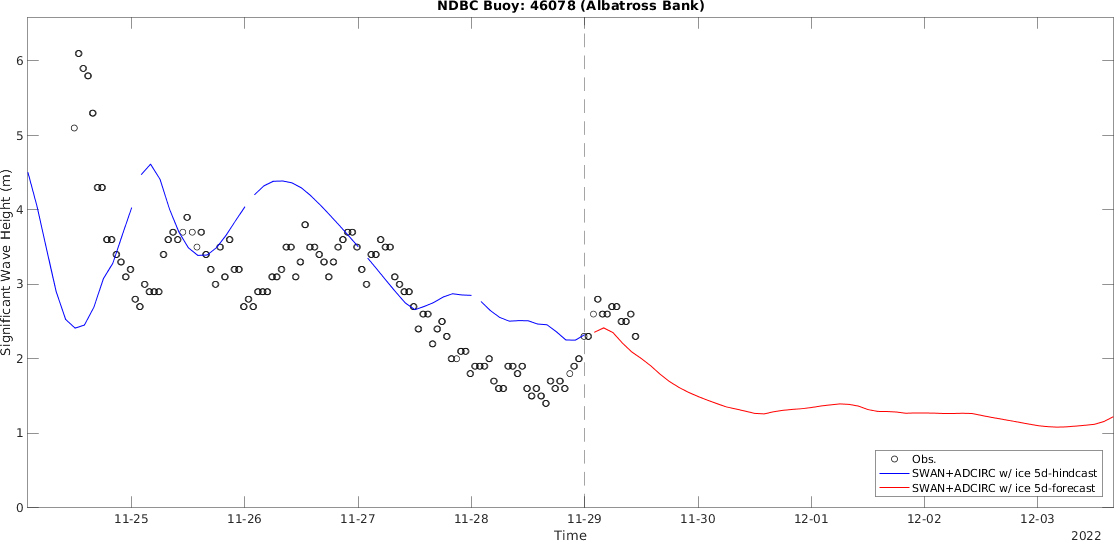 NDBC Buoy: 46078 (Albatross Bank)
Significant Wave Height (m)
6
5
4
3
2
1
0
Obs.
SWAN+ADCIRC w/ ice 5d-hindcast
SWAN+ADCIRC w/ ice 5d-forecast
11-25 11-26 11-27 11-28 11-29 11-30 12-01 12-02 12-03
Time
2022